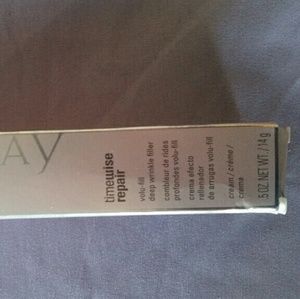 AY
timewise
repair
volu-fill
deep wrinkle filler
combleur de rides
profondes volu-fill
crema efecto
rellenador
de arrugas volu-fill
cream / crème /
crema
.5 OZ. NET WT. / 14 g